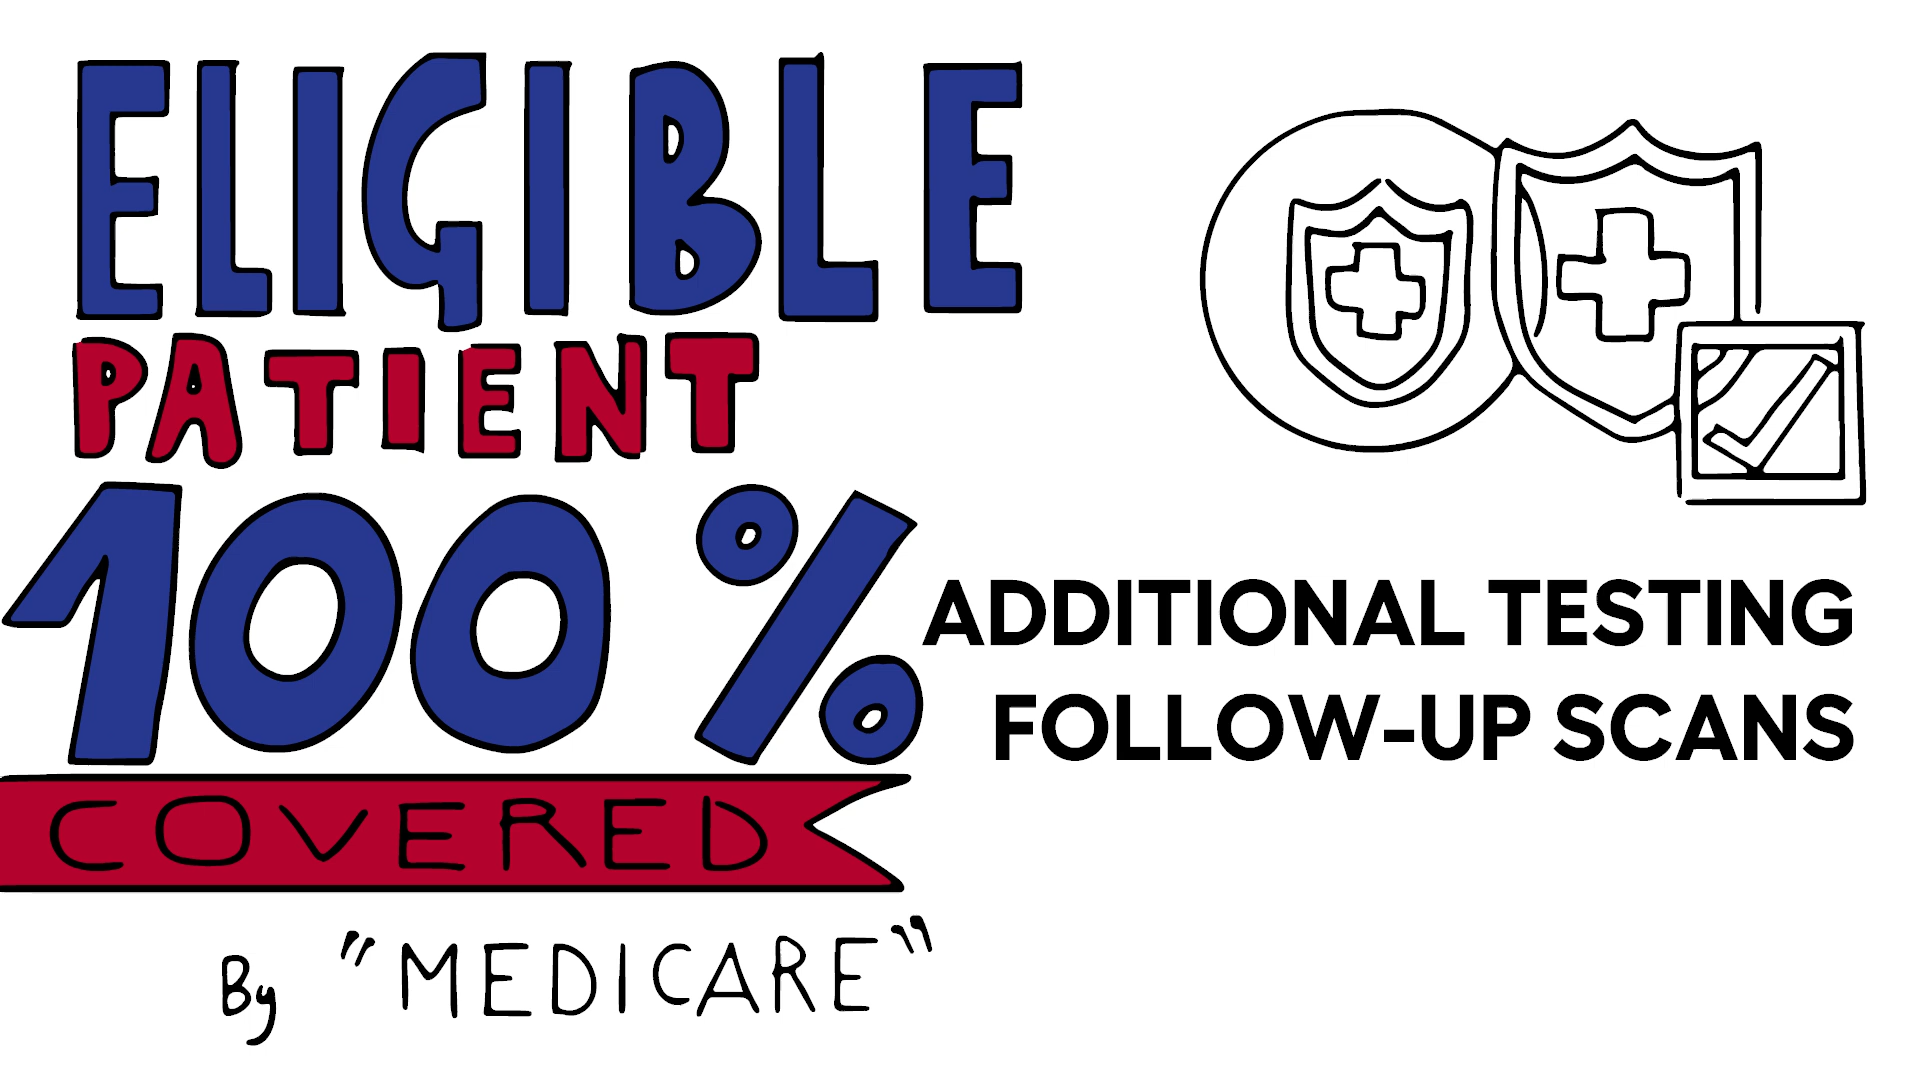 ELIGIBLE
PATIENT
100%
COVERED
By "MEDICARE"
ADDITIONAL TESTING
FOLLOW-UP SCANS